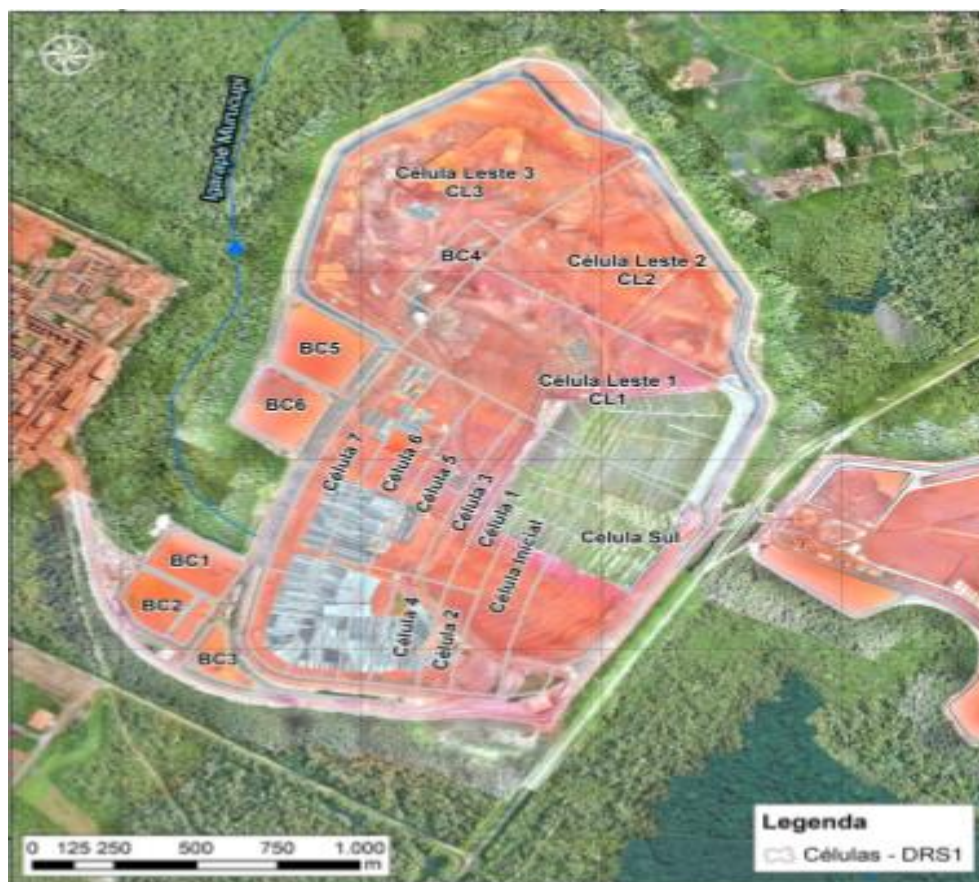 Igarapé Murucupi
Célula Leste 3
CL3
BC4
Célula Leste 2
CL2
BC5
Célula Leste 1
CL1
BC6
Célula 7
Célula 6
Célula 5
Célula 3
Célula 1
Célula Inicial
Célula Sul
BC1
BC2
BC3
Célula 4
Célula 2
Legenda
Células - DRS1
0 125 250 500 750 1.000
m